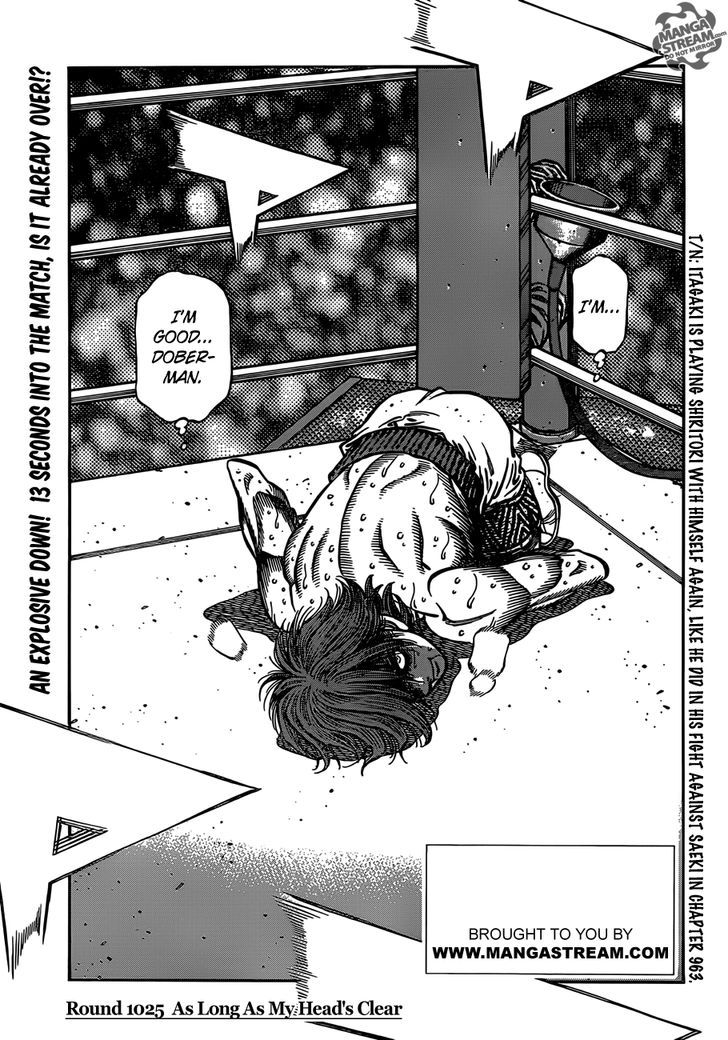 MANGA
STREAM.com
DO NOT MIRROR
AN EXPLOSIVE DOWN! 13 SECONDS INTO THE MATCH, IS IT ALREADY OVER!?
T/N: ITAGAKI IS PLAYING SHIRITORI WITH HIMSELF AGAIN, LIKE HE DID IN HIS FIGHT AGAINST SAEKI IN CHAPTER 963.
I'M...
I'M
GOOD...
DOBER-
MAN.
BROUGHT TO YOU BY
WWW.MANGASTREAM.COM
Round 1025 As Long As My Head's Clear